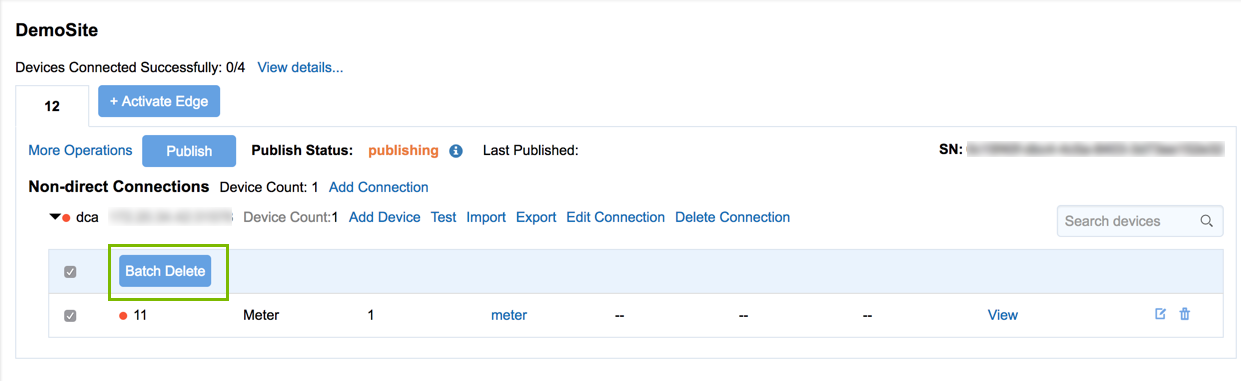 DemoSite
Devices Connected Successfully: 0/4 View details...
12 + Activate Edge
More Operations Publish Publish Status: publishing Last Published: SN:
Non-direct Connections Device Count: 1 Add Connection
dca Device Count:1 Add Device Test Import Export Edit Connection Delete Connection Search devices
Batch Delete
11 Meter 1 meter -- -- -- View